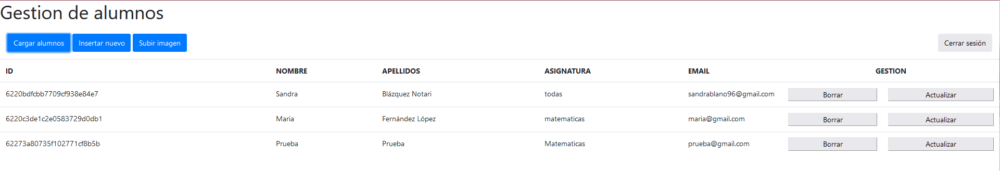 Gestion de alumnos
Cargar alumnos Insertar nuevo Subir imagen Cerrar sesión
ID NOMBRE APELLIDOS ASIGNATURA EMAIL GESTION
6220bdfcbb7709cf938e84e7 Sandra Blázquez Notari todas sandrablano96@gmail.com Borrar Actualizar
6220c3de1c2e0583729d0db1 Maria Fernández López matematicas maria@gmail.com Borrar Actualizar
62273a80735f102771cf8b5b Prueba Prueba Matematicas prueba@gmail.com Borrar Actualizar